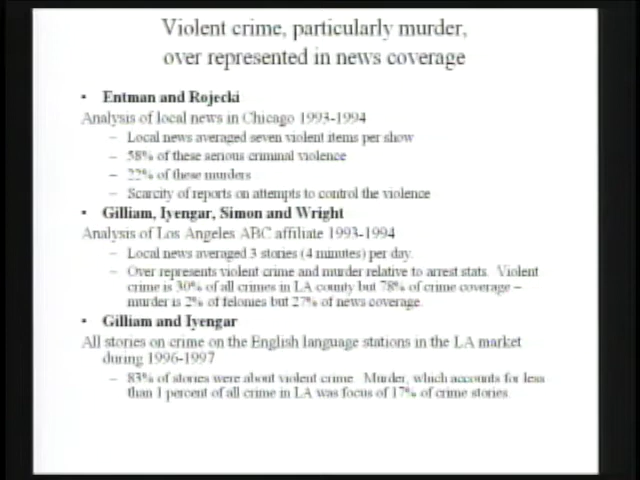 Violent crime, particularly murder,
over represented in news coverage
• Entman and Rojecki
Analysis of local news in Chicago 1993-1994
– Local news averaged seven violent items per show
– 58% of these serious criminal violence
– 22% of these murders
– Scarcity of reports on attempts to control the violence
• Gilliam, Iyengar, Simon and Wright
Analysis of Los Angeles ABC affiliate 1993-1994
– Local news averaged 3 stories (4 minutes) per day.
– Over represents violent crime and murder relative to arrest stats. Violent
crime is 30% of all crimes in LA county but 78% of crime coverage –
murder is 2% of felonies but 27% of news coverage.
• Gilliam and Iyengar
All stories on crime on the English language stations in the LA market
during 1996-1997
– 83% of stories were about violent crime. Murder, which accounts for less
than 1 percent of all crime in LA was focus of 17% of crime stories.